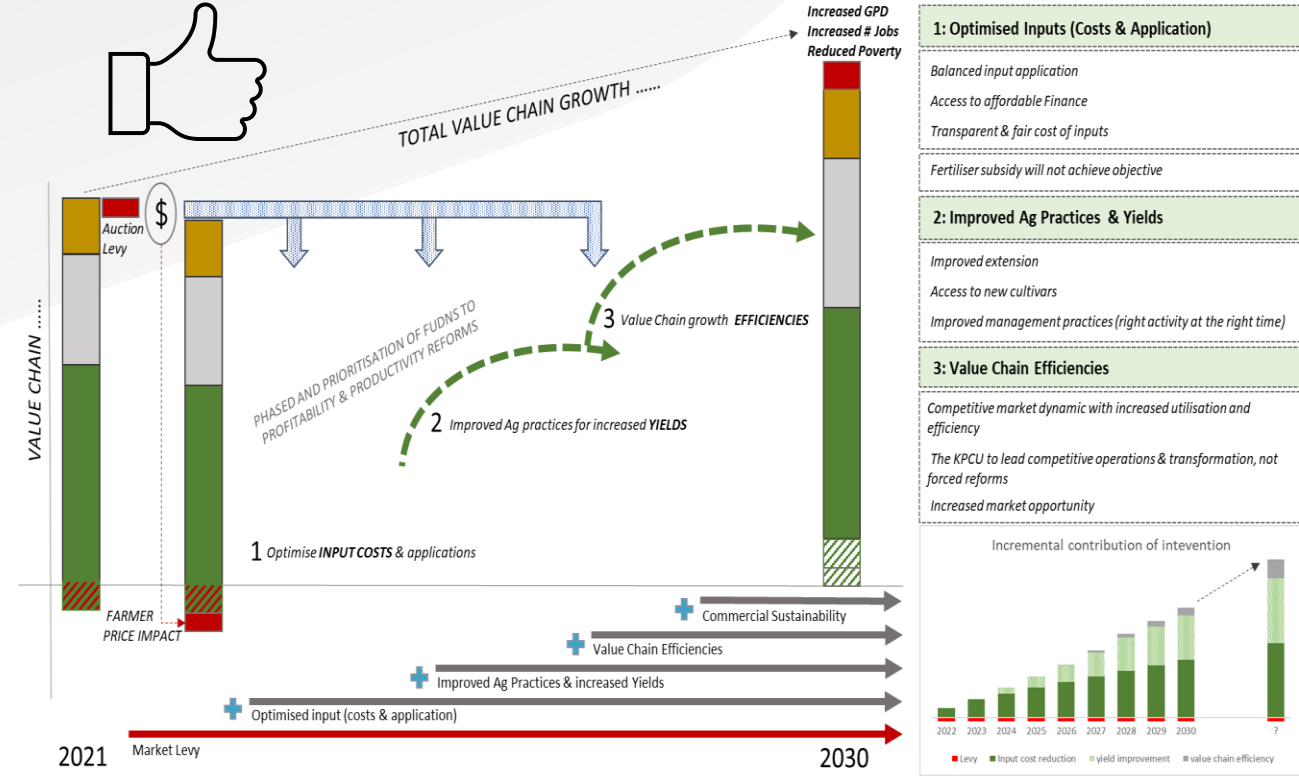 Increased GPD
Increased # Jobs
Reduced Poverty
TOTAL VALUE CHAIN GROWTH ......
$
Auction
Levy
VALUE CHAIN ......
PHASED AND PRIORITISATION OF FUDNS TO
PROFITABILITY & PRODUCTIVITY REFORMS
3 Value Chain growth EFFICIENCIES
2 Improved Ag practices for increased YIELDS
1 Optimise INPUT COSTS & applications
FARMER
PRICE IMPACT
Commercial Sustainability
Value Chain Efficiencies
Improved Ag Practices & increased Yields
Optimised input (costs & application)
Market Levy
2021
2030
1: Optimised Inputs (Costs & Application)
Balanced input application
Access to affordable Finance
Transparent & fair cost of inputs
Fertiliser subsidy will not achieve objective
2: Improved Ag Practices & Yields
Improved extension
Access to new cultivars
Improved management practices (right activity at the right time)
3: Value Chain Efficiencies
Competitive market dynamic with increased utilisation and
efficiency
The KPCU to lead competitive operations & transformation, not
forced reforms
Increased market opportunity
Incremental contribution of intevention
2022 2023 2024 2025 2026 2027 2028 2029 2030 ?
Levy Input cost reduction yield improvement value chain efficiency